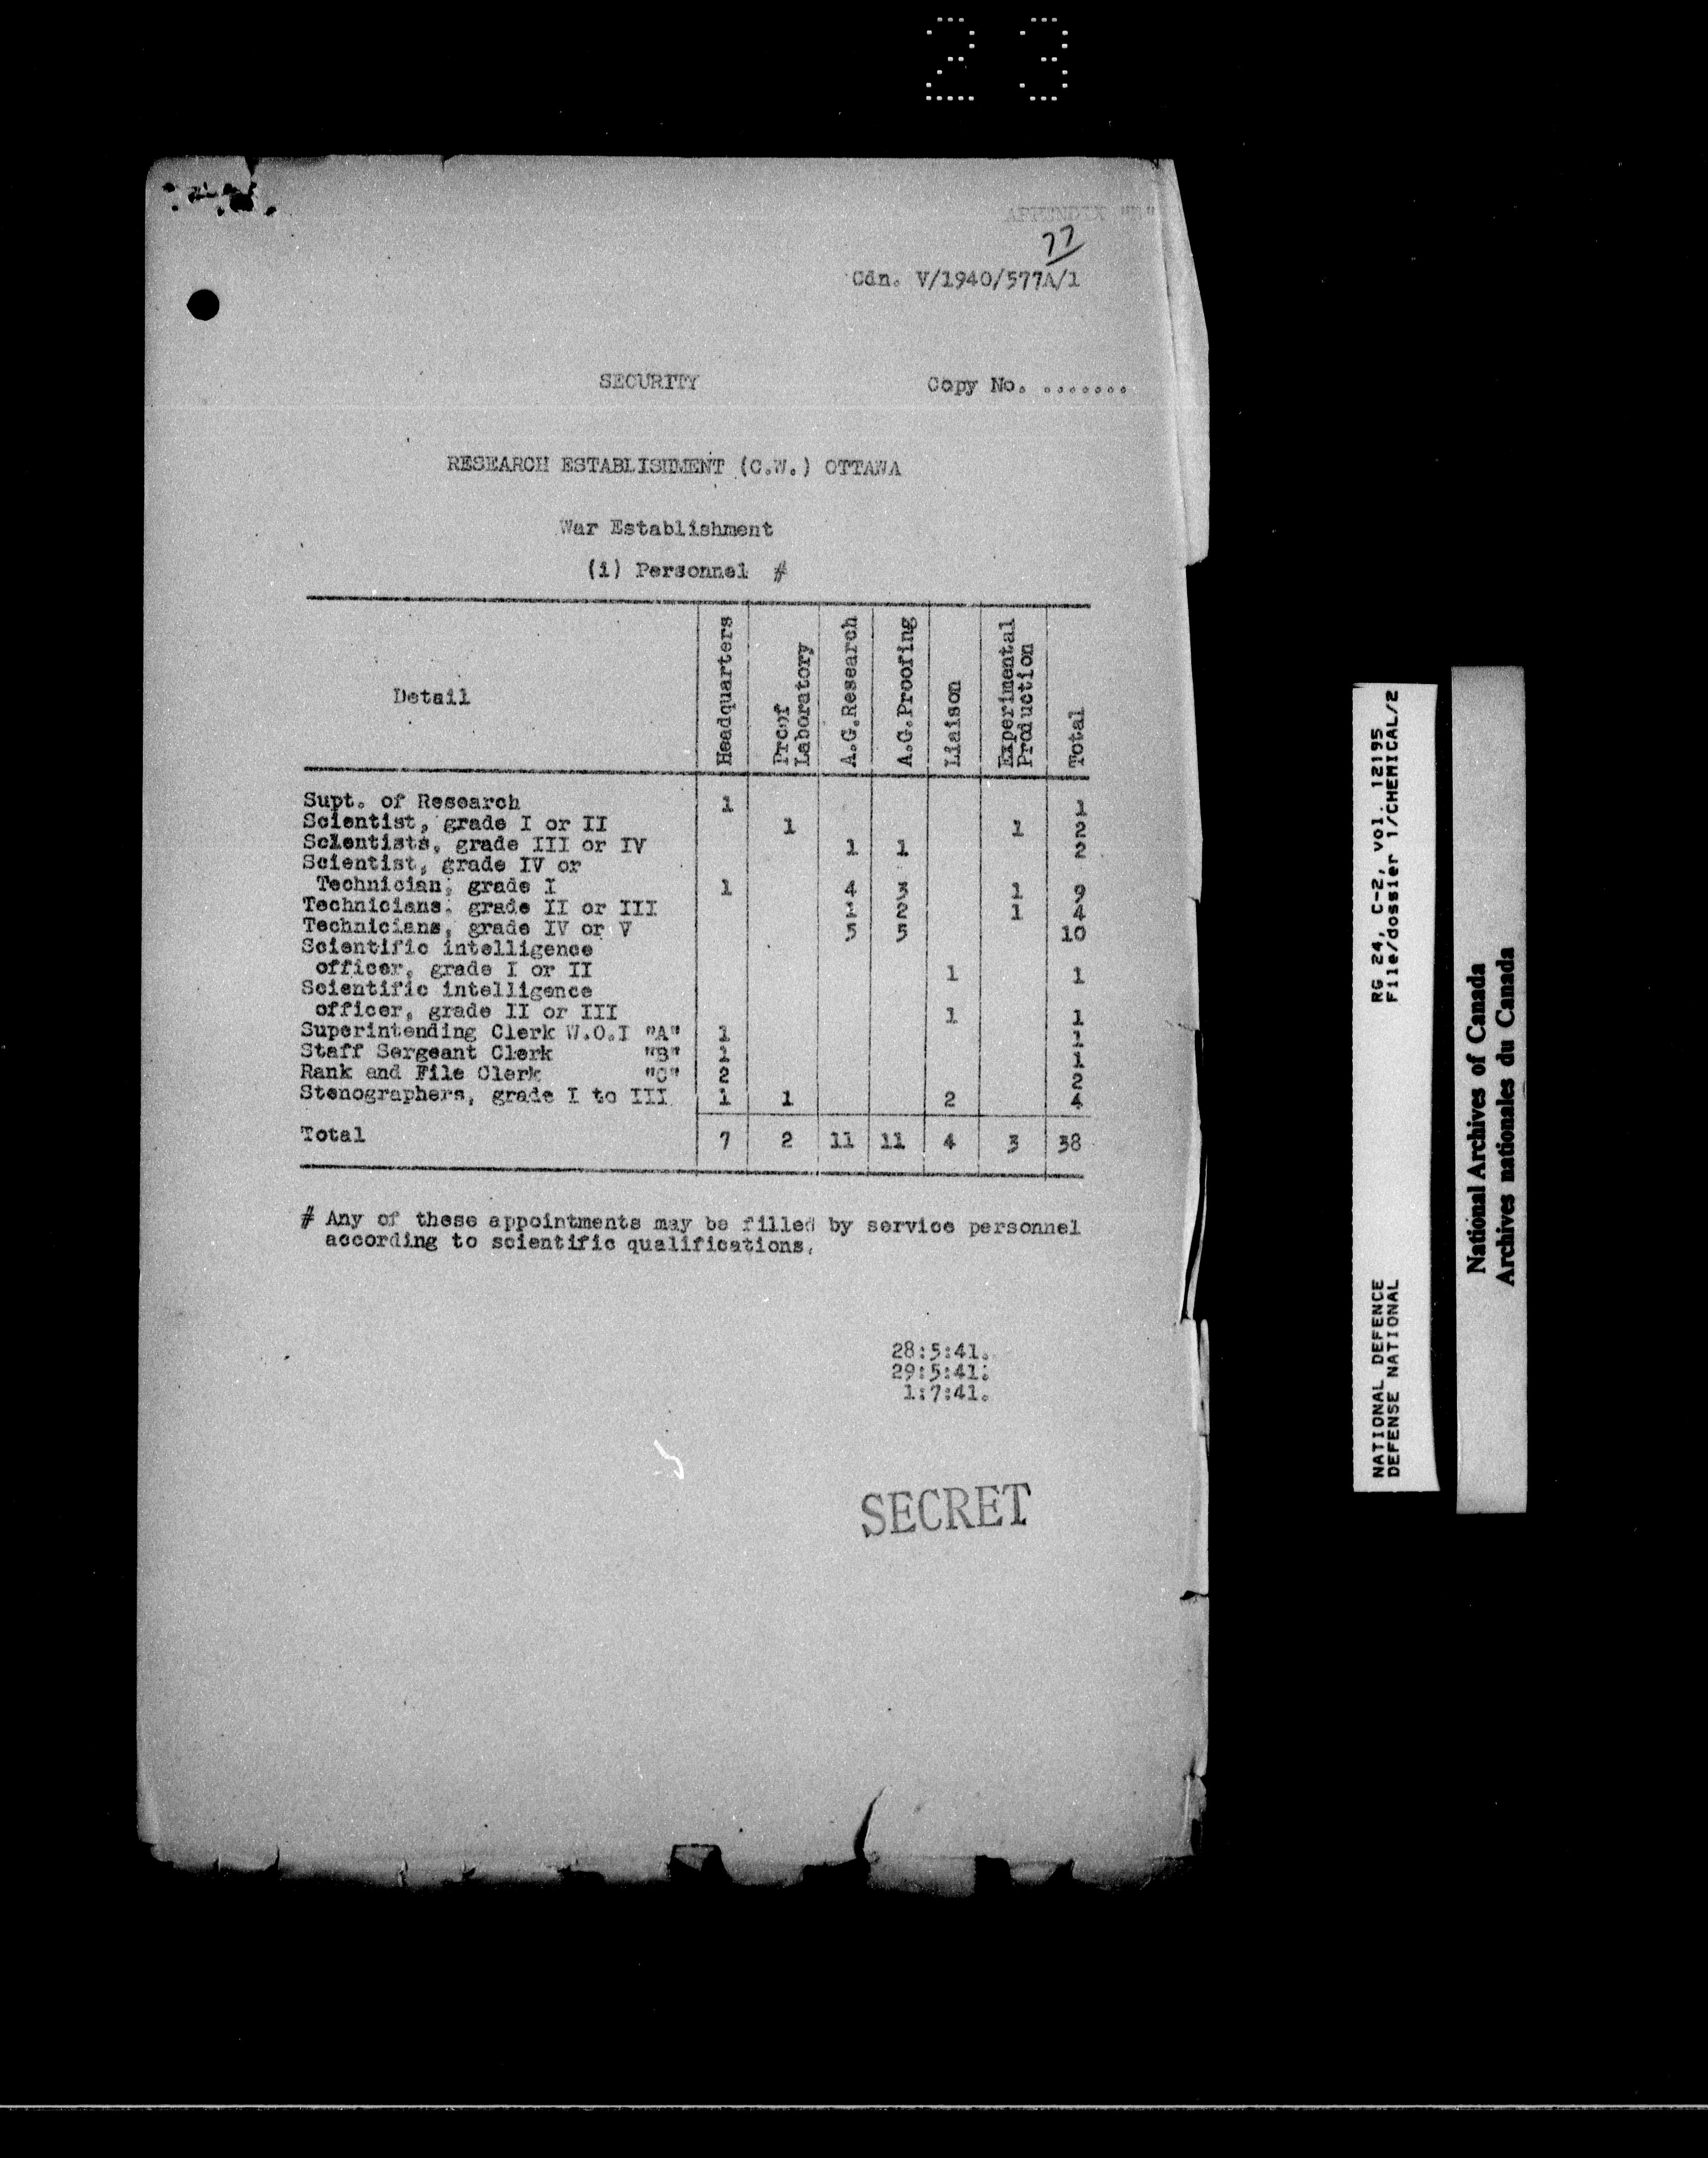 23
APPENDIX
77
Cdn. V/1940/577A/1
SECURITY Copy No. .......
RESEARCH ESTABLISHMENT (C.W.) OTTAWA
War Establishment
(i) Personnel #
Detail Headquarters Proof Laboratory A.G.Research A.G.Proofing Liaison Experimental Production Total
Supt. of Research 1 1
Scientist, grade I or II 1 1 2
Scientists, grade III or IV 1 1 2
Scientist, grade IV or
Technician, grade I 1 4 3 1 9
Technicians, grade II or III 1 2 1 4
Technicians, grade IV or V 5 5 10
Scientific intelligence
officer, grade I or II 1 1
Scientific intelligence
officer, grade II or III 1 1
Superintending Clerk W.O.I "A" 1 1
Staff Sergeant Clerk "B" 1 1
Rank and File Clerk "C" 2 2
Stenographers, grade I to III 1 1 2 4
Total 7 2 11 11 4 3 38
# Any of these appointments may be filled by service personnel
according to scientific qualifications.
28:5:41.
29:5:41.
1:7:41.
SECRET
NATIONAL DEFENCE RG 24, C-2, vol. 12195
DEFENSE NATIONAL File/dossier 1/CHEMICAL/2
National Archives of Canada
Archives nationales du Canada